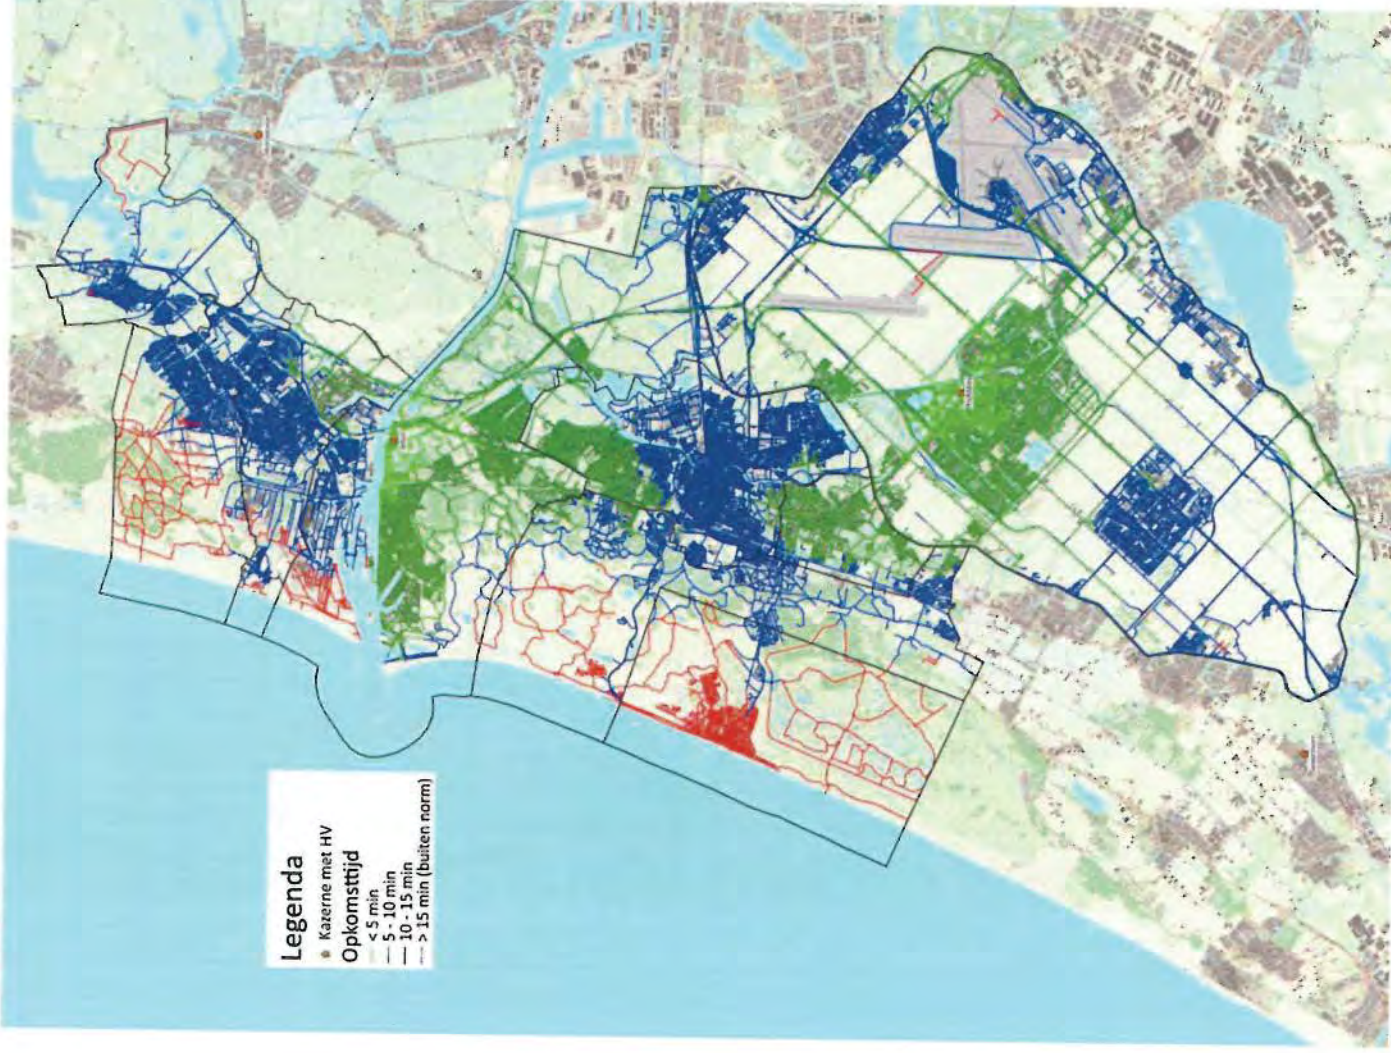 Legenda
Kazerne met HV
Opkomsttijd
< 5 min
5 - 10 min
10 - 15 min
> 15 min (buiten norm)